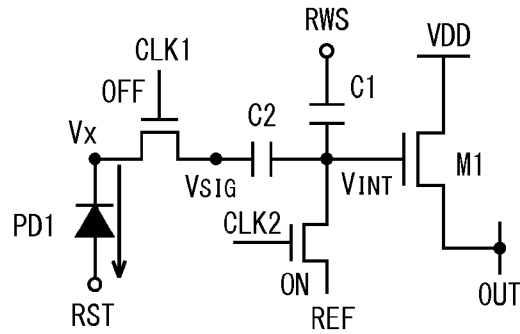 RWS
CLK1
VDD
OFF
C1
C2
VX
M1
VSIG
VINT
PD1
CLK2
ON
OUT
RST
REF